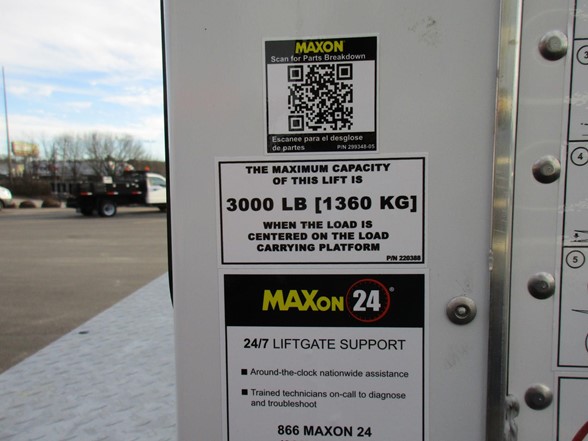 MAXON
Scan for Parts Breakdown
Escanee para el desglose
de partes
P/N 299348-05
THE MAXIMUM CAPACITY
OF THIS LIFT IS
3000 LB [1360 KG]
WHEN THE LOAD IS
CENTERED ON THE LOAD
CARRYING PLATFORM
P/N 220388
MAXON 24
24/7 LIFTGATE SUPPORT
■ Around-the-clock nationwide assistance
■ Trained technicians on-call to diagnose
and troubleshoot
866 MAXON 24
3
4
5